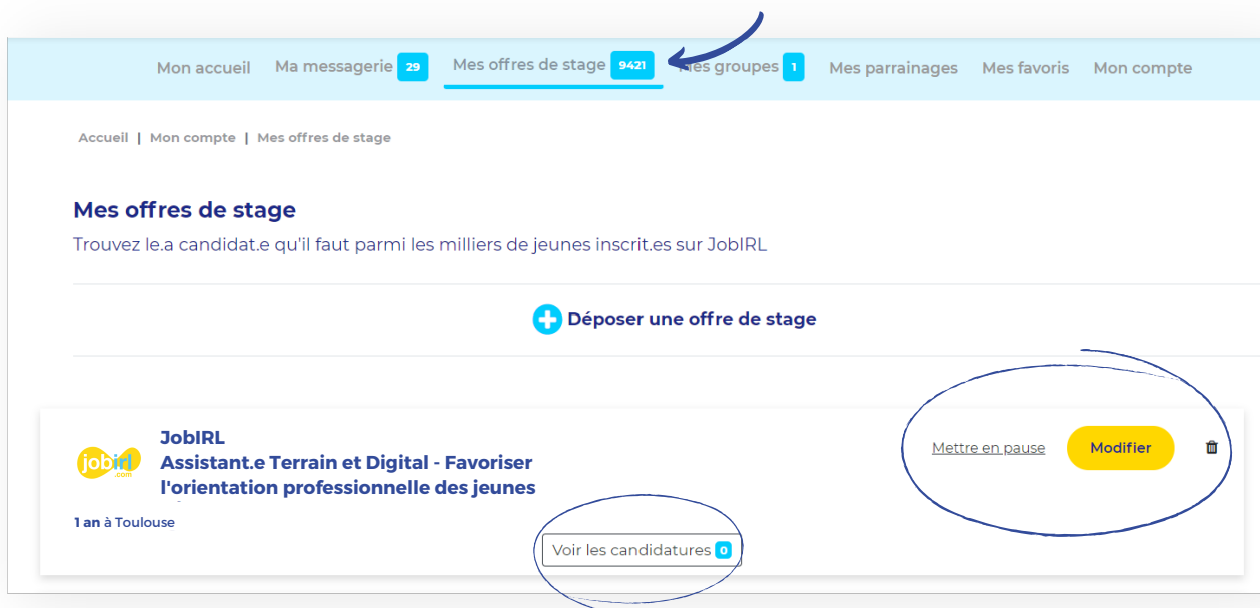 Mon accueil Ma messagerie 29 Mes offres de stage 9421 Mes groupes 1 Mes parrainages Mes favoris Mon compte
Accueil | Mon compte | Mes offres de stage
Mes offres de stage
Trouvez le.a candidat.e qu'il faut parmi les milliers de jeunes inscrit.es sur JobIRL
Déposer une offre de stage
jobirl
.com
JobIRL
Assistant.e Terrain et Digital - Favoriser
l'orientation professionnelle des jeunes
Mettre en pause Modifier
1 an à Toulouse
Voir les candidatures 0